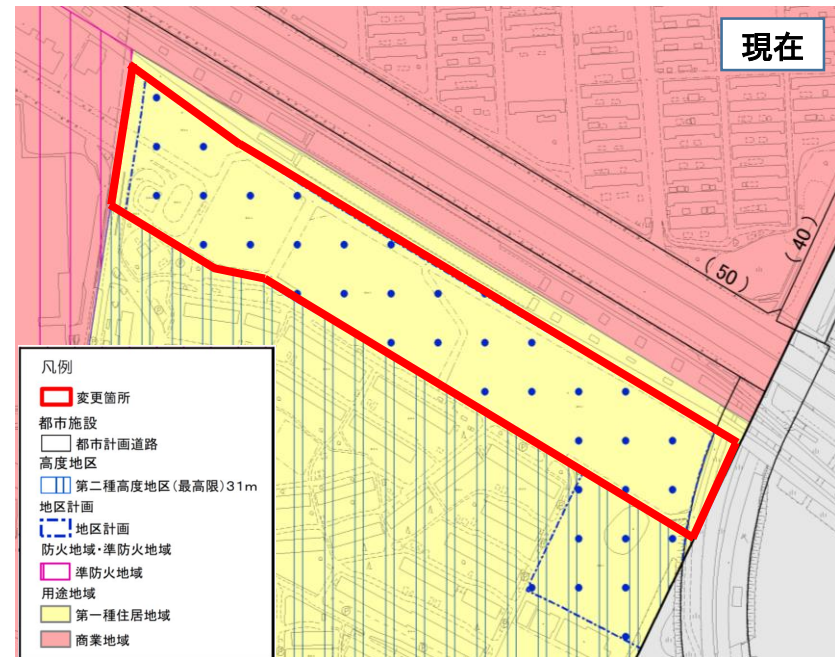 現在
(40)
(50)
凡例
変更箇所
都市施設
都市計画道路
高度地区
第二種高度地区(最高限)31m
地区計画
地区計画
防火地域・準防火地域
準防火地域
用途地域
第一種住居地域
商業地域